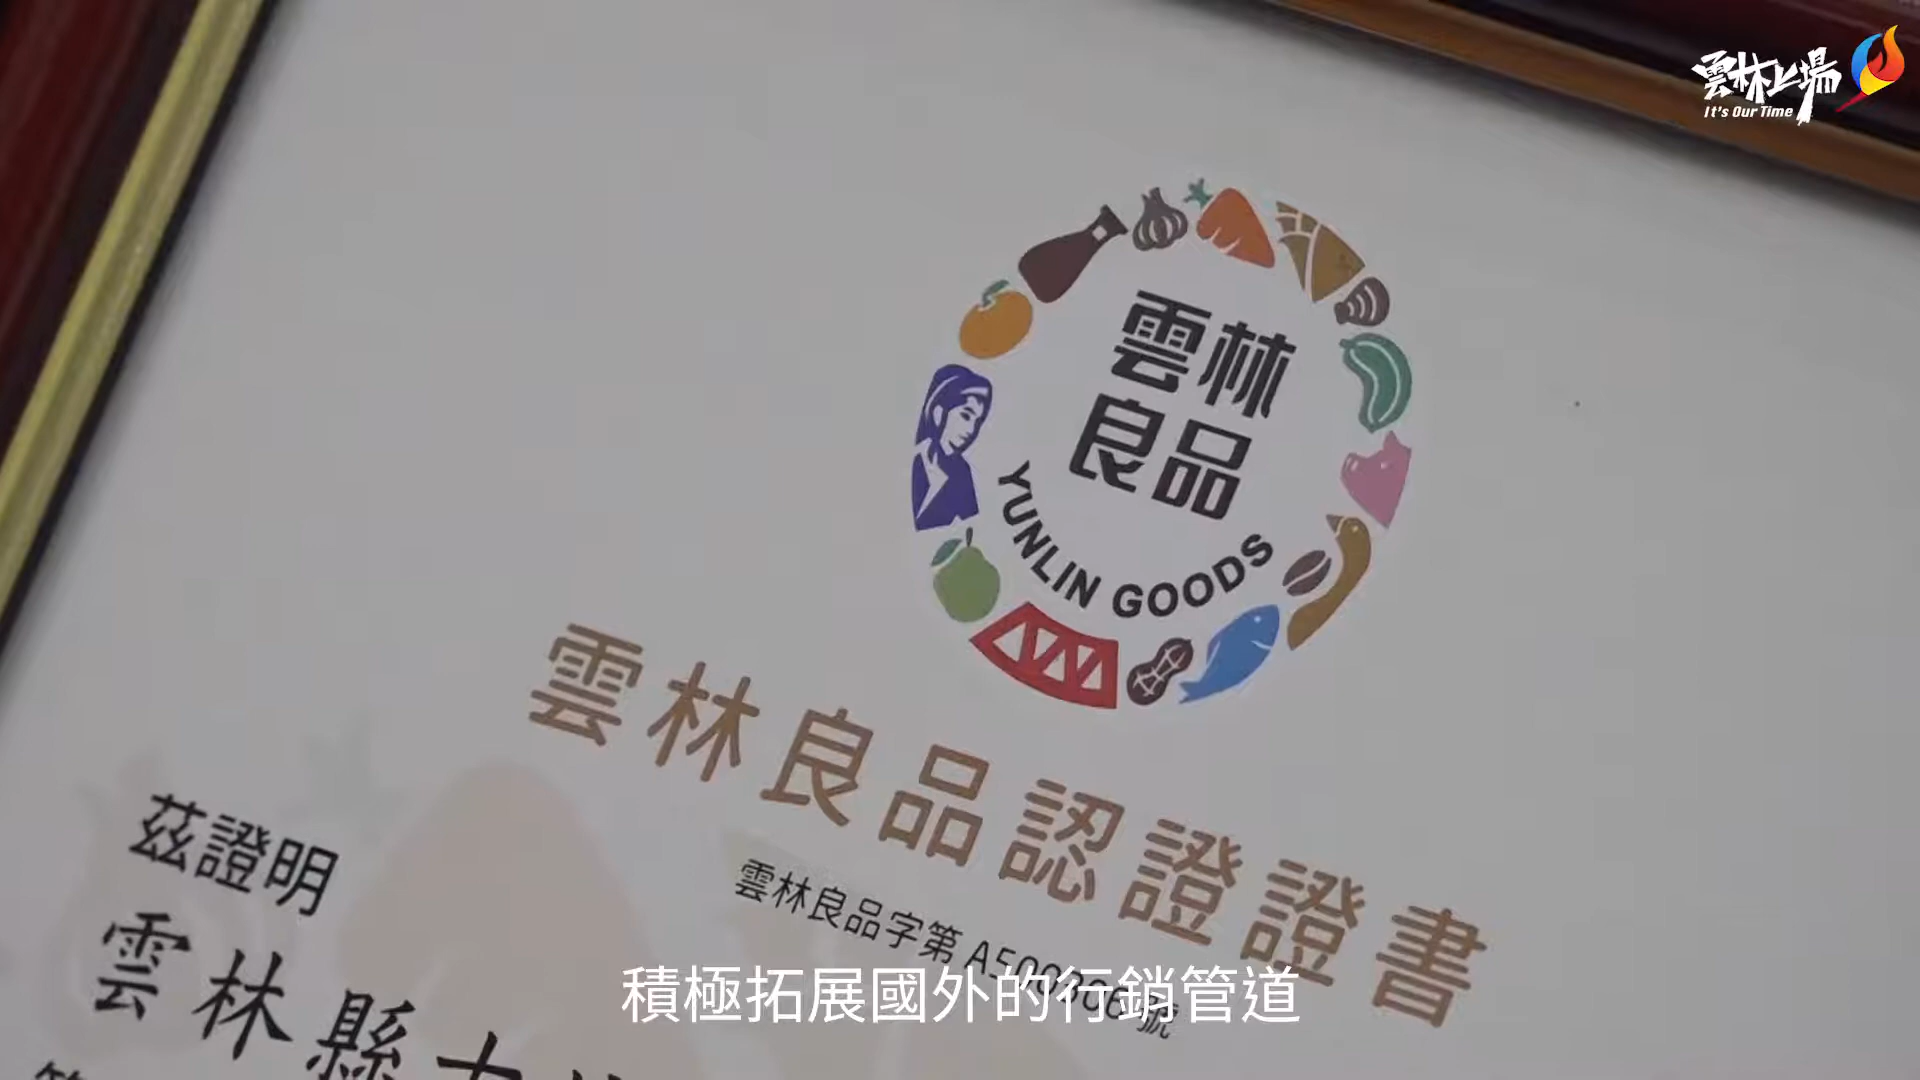 雲林上場
It's Our Time
雲林
良品
YUNLIN GOODS
雲林良品認證證書
雲林良品字第
茲證明
雲林縣
積極拓展國外的行銷管道